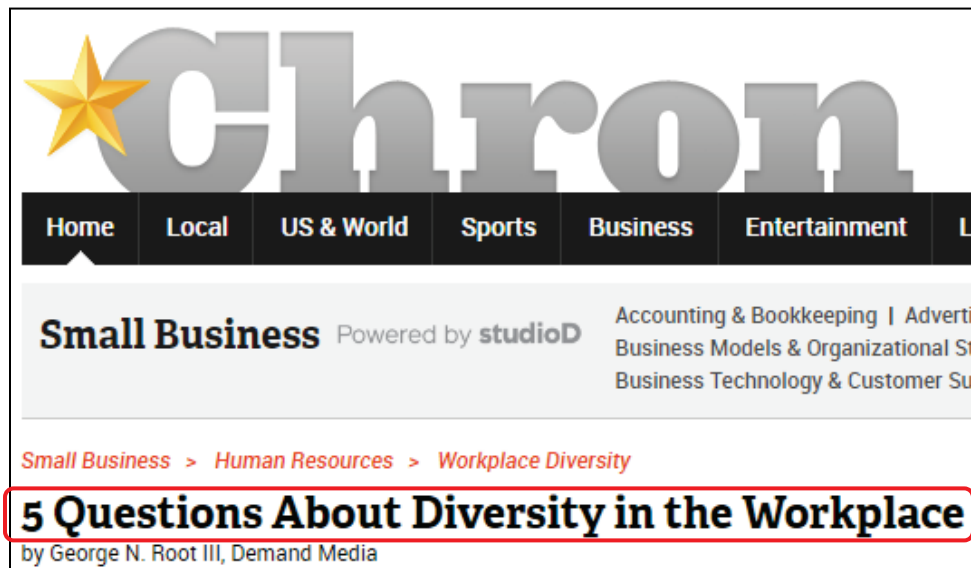 Chron
Home Local US & World Sports Business Entertainment
Small Business Powered by studioD
Accounting & Bookkeeping |
Business Models & Organizational
Business Technology & Customer
Small Business > Human Resources > Workplace Diversity
5 Questions About Diversity in the Workplace
by George N. Root III, Demand Media